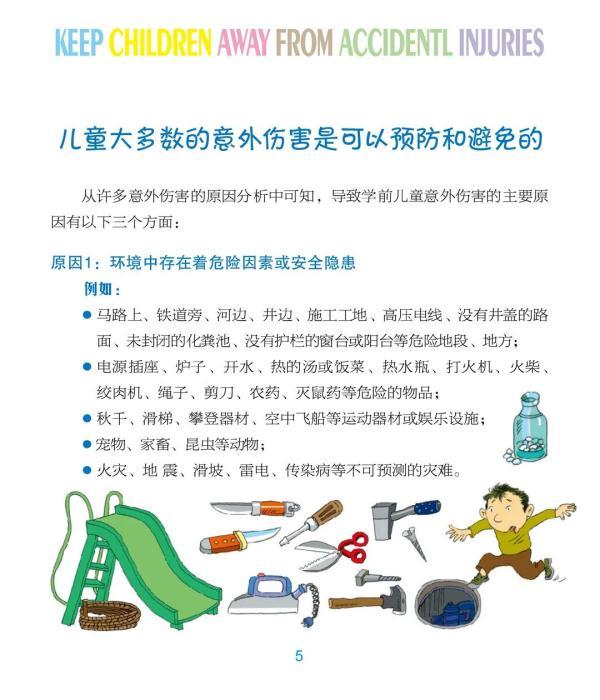 KEEP CHILDREN AWAY FROM ACCIDENTL INJURIES
儿童大多数的意外伤害是可以预防和避免的
从许多意外伤害的原因分析中可知，导致学前儿童意外伤害的主要原
因有以下三个方面：
原因1：环境中存在着危险因素或安全隐患
例如：
● 马路上、铁道旁、河边、井边、施工工地、高压电线、没有井盖的路
面、未封闭的化粪池、没有护栏的窗台或阳台等危险地段、地方；
● 电源插座、炉子、开水、热的汤或饭菜、热水瓶、打火机、火柴、
绞肉机、绳子、剪刀、农药、灭鼠药等危险的物品；
● 秋千、滑梯、攀登器材、空中飞船等运动器材或娱乐设施；
● 宠物、家畜、昆虫等动物；
● 火灾、地 震、滑坡、雷电、传染病等不可预测的灾难。
5